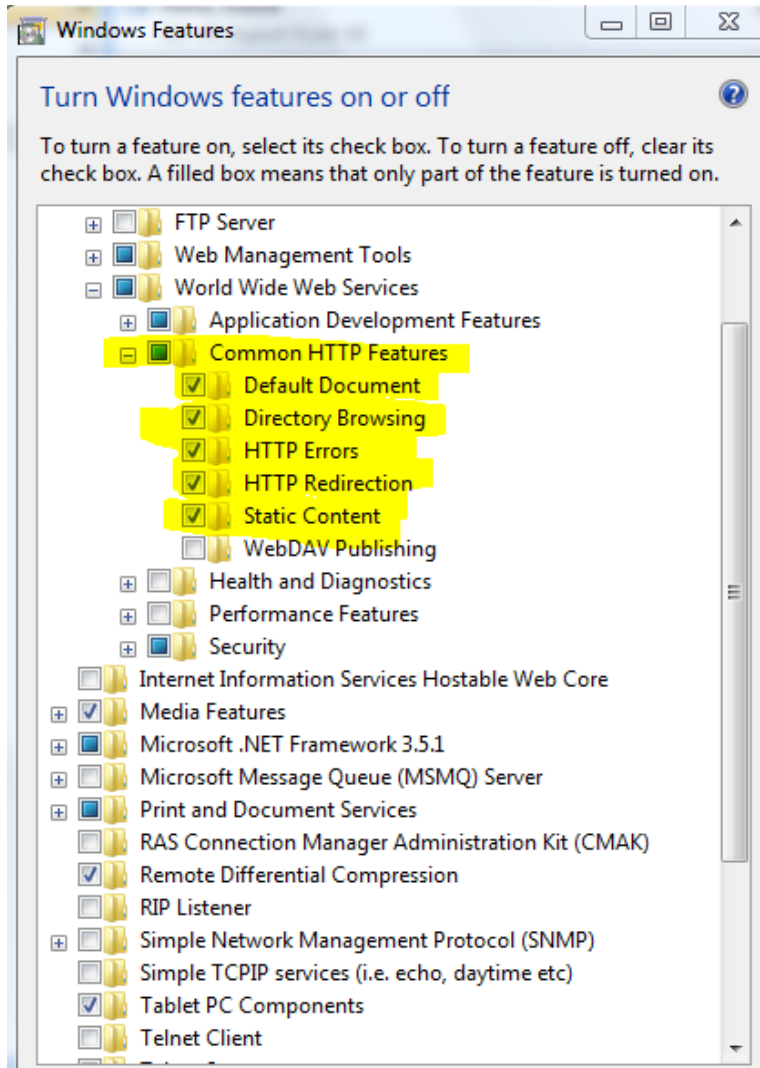 Windows Features
Turn Windows features on or off
To turn a feature on, select its check box. To turn a feature off, clear its
check box. A filled box means that only part of the feature is turned on.
FTP Server
Web Management Tools
World Wide Web Services
Application Development Features
Common HTTP Features
Default Document
Directory Browsing
HTTP Errors
HTTP Redirection
Static Content
WebDAV Publishing
Health and Diagnostics
Performance Features
Security
Internet Information Services Hostable Web Core
Media Features
Microsoft .NET Framework 3.5.1
Microsoft Message Queue (MSMQ) Server
Print and Document Services
RAS Connection Manager Administration Kit (CMAK)
Remote Differential Compression
RIP Listener
Simple Network Management Protocol (SNMP)
Simple TCPIP services (i.e. echo, daytime etc)
Tablet PC Components
Telnet Client